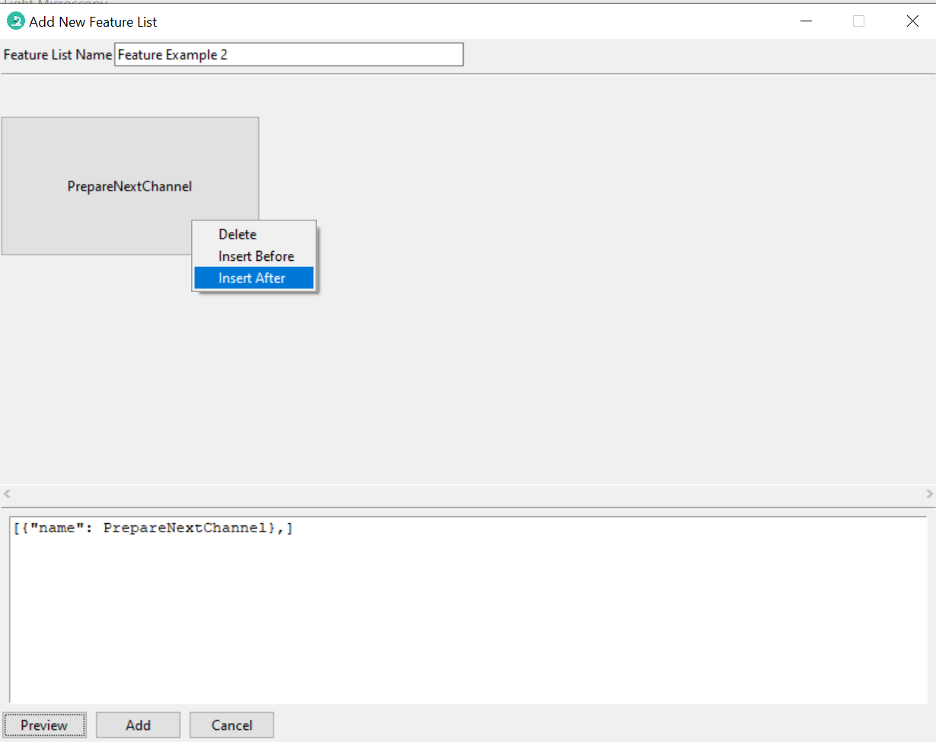 Add New Feature List
Feature List Name Feature Example 2
PrepareNextChannel
Delete
Insert Before
Insert After
[{"name": PrepareNextChannel},]
Preview Add Cancel